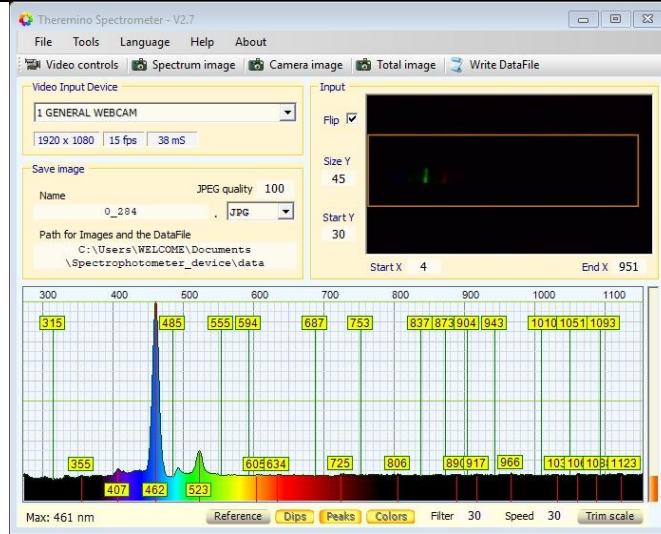 Theremino Spectrometer - V2.7
File Tools Language Help About
Video controls Spectrum image Camera image Total image Write DataFile
Video Input Device
1 GENERAL WEBCAM
1920 x 1080 15 fps 38 mS
Save image
Name JPEG quality 100
0_284 . JPG
Path for Images and the DataFile
C:\Users\WELCOME\Documents
\Spectrophotometer_device\data
Input
Flip
Size Y
45
Start Y
30
Start X 4 End X 951
300 400 500 600 700 800 900 1000 1100
315 485 555 594 687 753 837 873 904 943 1010 1051 1093
355 605 634 725 806 890 917 966 1123
407 462 523
Max: 461 nm Reference Dips Peaks Colors Filter 30 Speed 30 Trim scale